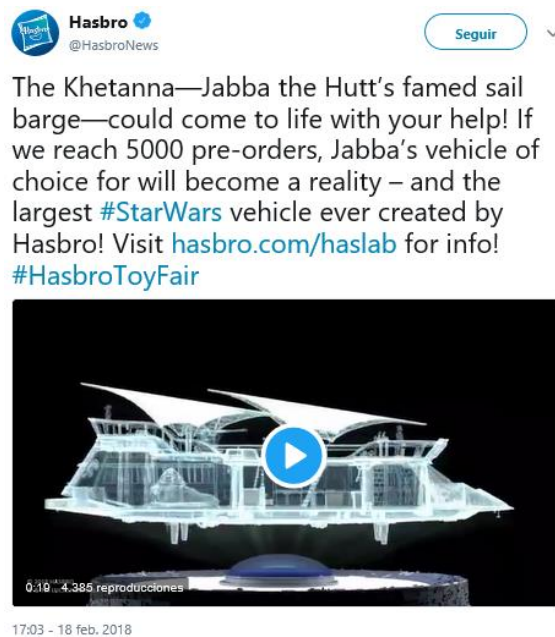 Hasbro
@HasbroNews
Seguir
The Khetanna—Jabba the Hutt's famed sail
barge—could come to life with your help! If
we reach 5000 pre-orders, Jabba's vehicle of
choice for will become a reality – and the
largest #StarWars vehicle ever created by
Hasbro! Visit hasbro.com/haslab for info!
#HasbroToyFair
0:19 4.385 reproducciones
17:03 - 18 feb. 2018